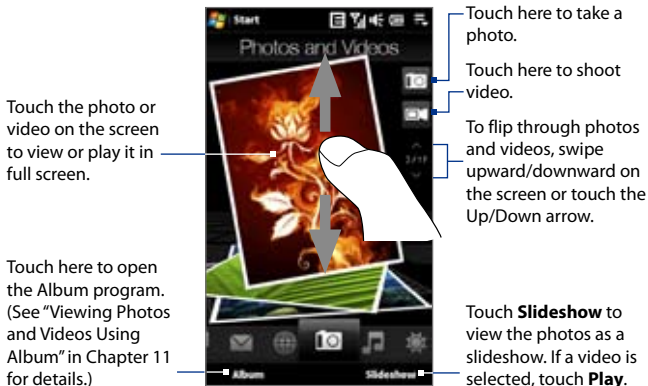 Touch here to take a
photo.
Touch here to shoot
video.
To flip through photos
and videos, swipe
upward/downward on
the screen or touch the
Up/Down arrow.
Touch Slideshow to
view the photos as a
slideshow. If a video is
selected, touch Play.
Touch the photo or
video on the screen
to view or play it in
full screen.
Touch here to open
the Album program.
(See “Viewing Photos
and Videos Using
Album” in Chapter 11
for details.)
Start
Photos and Videos
Album
Slideshow